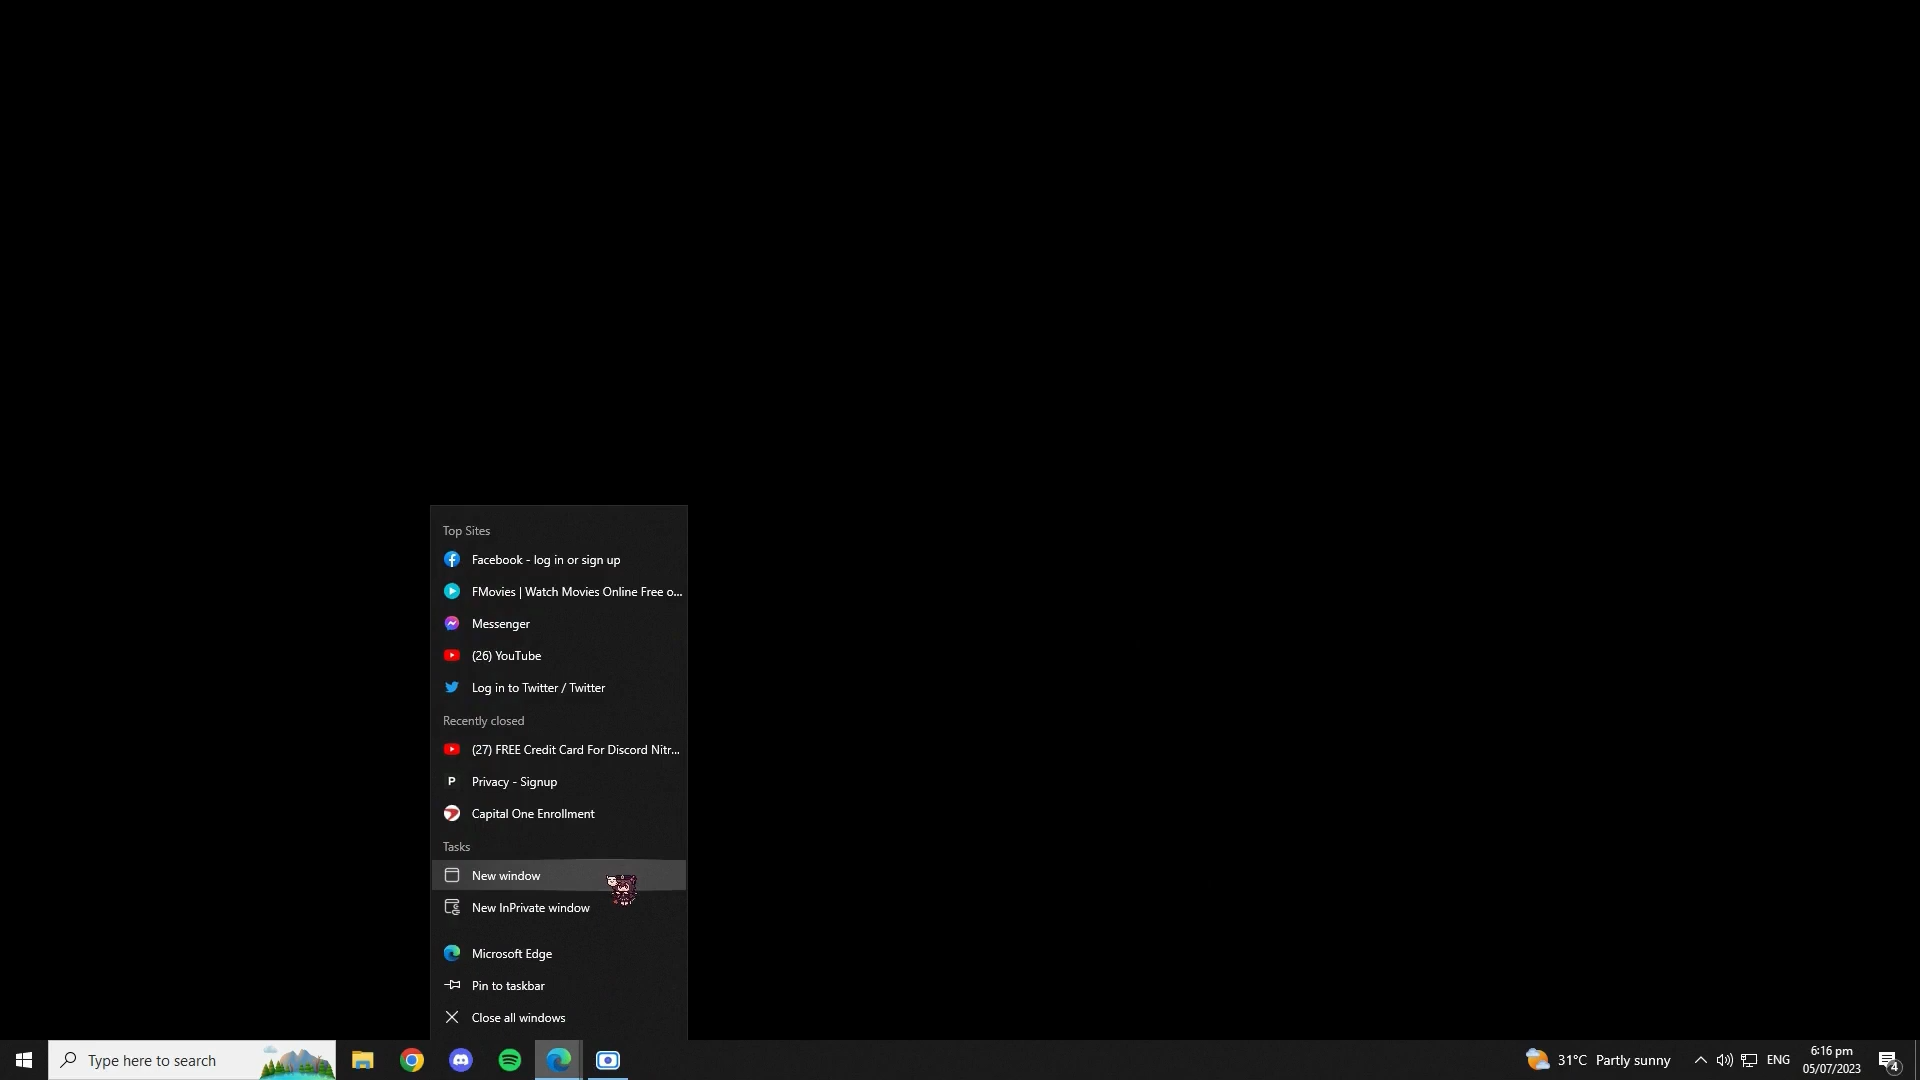 Top Sites
Facebook - log in or sign up
FMovies | Watch Movies Online Free o...
Messenger
(26) YouTube
Log in to Twitter / Twitter
Recently closed
(27) FREE Credit Card For Discord Nitr...
P Privacy - Signup
Capital One Enrollment
Tasks
New window
New InPrivate window
Microsoft Edge
Pin to taskbar
Close all windows
Type here to search
31°C Partly sunny
ENG
6:16 pm
05/07/2023
4